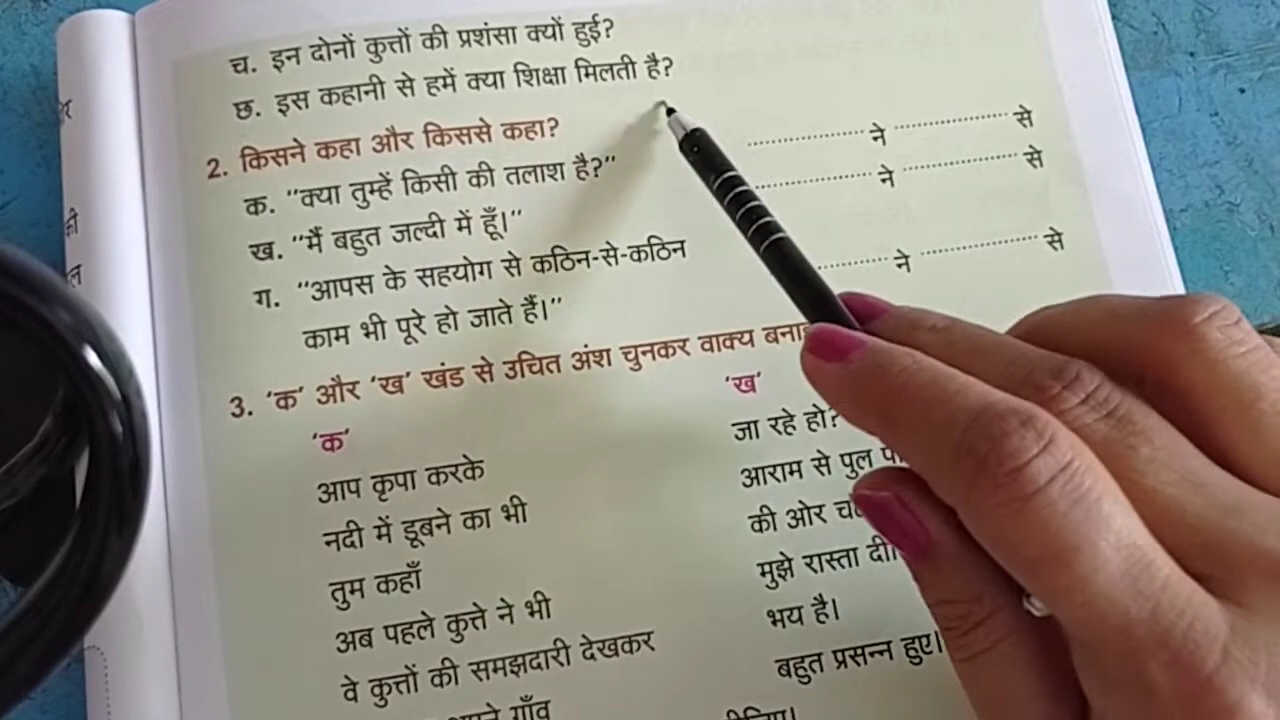 च. इन दोनों कुत्तों की प्रशंसा क्यों हुई?
छ. इस कहानी से हमें क्या शिक्षा मिलती है?
2. किसने कहा और किससे कहा?
क. "क्या तुम्हें किसी की तलाश है?" .................... ने .................... से
ख. "मैं बहुत जल्दी में हूँ।" .................... ने .................... से
ग. "आपस के सहयोग से कठिन-से-कठिन
काम भी पूरे हो जाते हैं।" ............ ने .................... से
3. 'क' और 'ख' खंड से उचित अंश चुनकर वाक्य
'क' 'ख'
आप कृपा करके जा रहे हो?
नदी में डूबने का भी आराम से पुल
तुम कहाँ की ओर
अब पहले कुत्ते ने भी मुझे रास्ता
वे कुत्तों की समझदारी देखकर भय है।
गाँव बहुत प्रसन्न हुए।